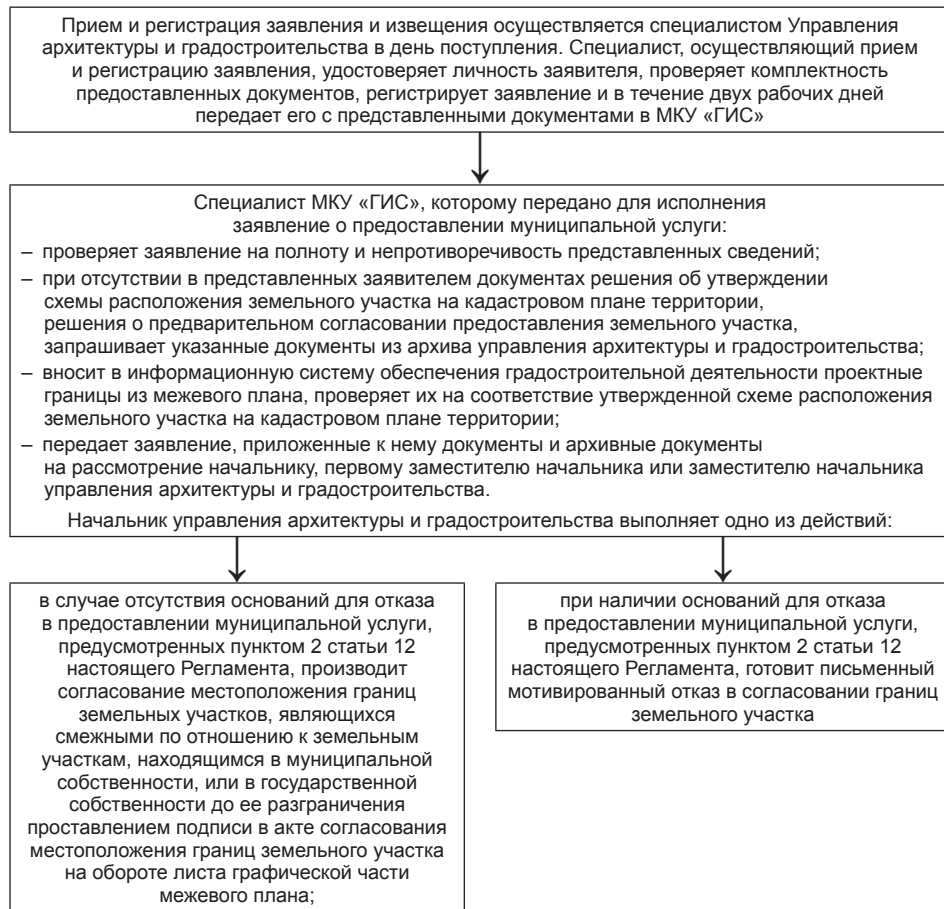 Прием и регистрация заявления и извещения осуществляется специалистом Управления
архитектуры и градостроительства в день поступления. Специалист, осуществляющий прием
и регистрацию заявления, удостоверяет личность заявителя, проверяет комплектность
предоставленных документов, регистрирует заявление и в течение двух рабочих дней
передает его с представленными документами в МКУ «ГИС»
Специалист МКУ «ГИС», которому передано для исполнения
заявление о предоставлении муниципальной услуги:
– проверяет заявление на полноту и непротиворечивость представленных сведений;
– при отсутствии в представленных заявителем документах решения об утверждении
схемы расположения земельного участка на кадастровом плане территории,
решения о предварительном согласовании предоставления земельного участка,
запрашивает указанные документы из архива управления архитектуры и градостроительства;
– вносит в информационную систему обеспечения градостроительной деятельности проектные
границы из межевого плана, проверяет их на соответствие утвержденной схеме расположения
земельного участка на кадастровом плане территории;
– передает заявление, приложенные к нему документы и архивные документы
на рассмотрение начальнику, первому заместителю начальника или заместителю начальника
управления архитектуры и градостроительства.
Начальник управления архитектуры и градостроительства выполняет одно из действий:
в случае отсутствия оснований для отказа
в предоставлении муниципальной услуги,
предусмотренных пунктом 2 статьи 12
настоящего Регламента, производит
согласование местоположения границ
земельных участков, являющихся
смежными по отношению к земельным
участкам, находящимся в муниципальной
собственности, или в государственной
собственности до ее разграничения
проставлением подписи в акте согласования
местоположения границ земельного участка
на обороте листа графической части
межевого плана;
при наличии оснований для отказа
в предоставлении муниципальной услуги,
предусмотренных пунктом 2 статьи 12
настоящего Регламента, готовит письменный
мотивированный отказ в согласовании границ
земельного участка